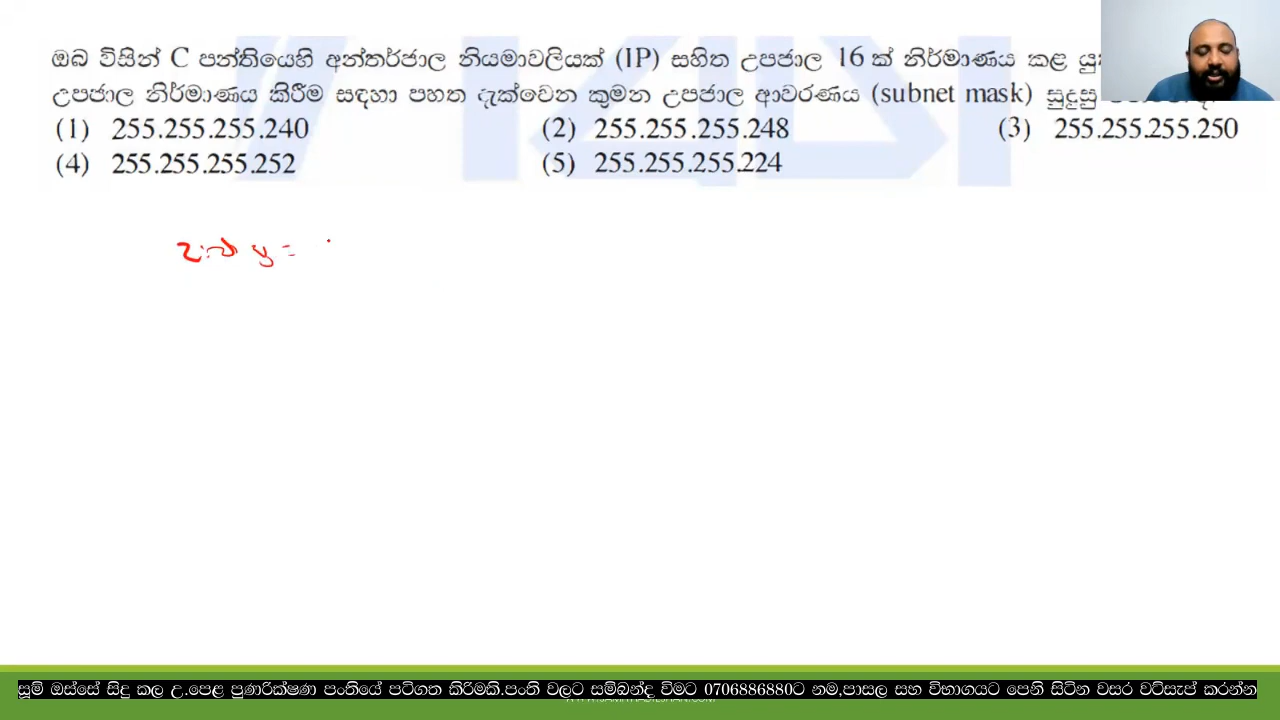 ඔබ විසින් C පන්තියෙහි අන්තර්ජාල නියමාවලියක් (IP) සහිත උපජාල 16 ක් නිර්මාණය කළ
උපජාල නිර්මාණය කිරීම සඳහා පහත දැක්වෙන කුමන උපජාල ආවරණය (subnet mask) සුදුසු
(1) 255.255.255.240 (2) 255.255.255.248 (3) 255.255.255.250
(4) 255.255.255.252 (5) 255.255.255.224
සූම් ඔස්සේ සිදු කල උ.පෙළ පුණරික්ෂණ පංතියේ පටිගත කිරිමකි.පංති වලට සම්බන්ද විමට 0706886880ට නම,පාසල සහ විභාගයට පෙනි සිටින වසර වට්සැප් කරන්න